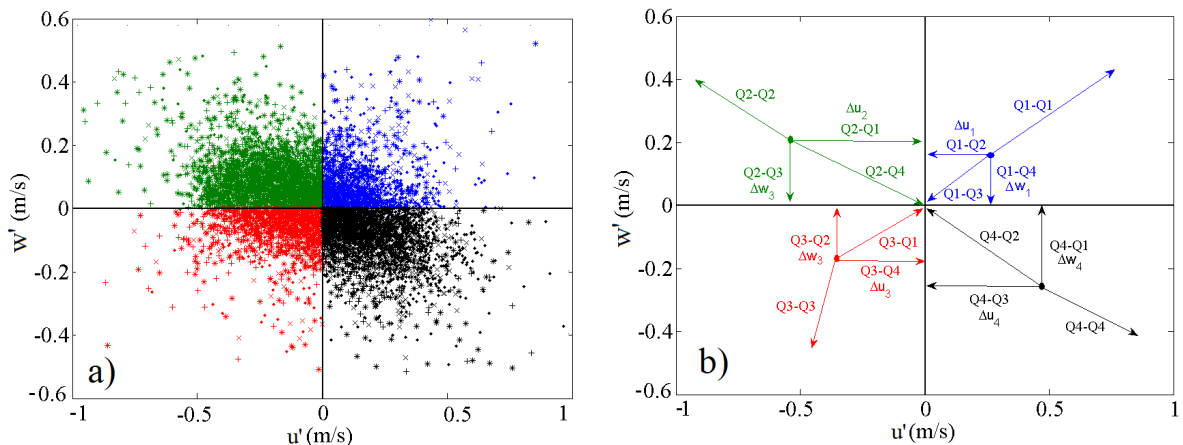 0.6
0.4
0.2
0
-0.2
-0.4
-0.6
w' (m/s)
-1
-0.5
0
0.5
1
u' (m/s)
a)
0.6
0.4
0.2
0
-0.2
-0.4
-0.6
w' (m/s)
-1
-0.5
0
0.5
1
u' (m/s)
b)
Q2-Q2
Δu2
Q2-Q1
Q2-Q3
Δw3
Q2-Q4
Q1-Q1
Δu1
Q1-Q2
Q1-Q4
Δw1
Q1-Q3
Q3-Q2
Δw3
Q3-Q1
Q3-Q4
Δu3
Q3-Q3
Q4-Q2
Q4-Q1
Δw4
Q4-Q3
Δu4
Q4-Q4